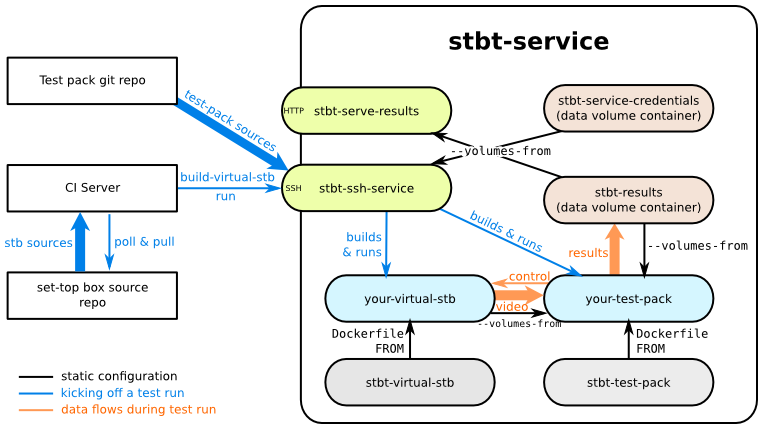 stbt-service
Test pack git repo
test-pack sources
HTTP
stbt-serve-results
stbt-service-credentials
(data volume container)
--volumes-from
CI Server
build-virtual-stb
run
SSH
stbt-ssh-service
stbt-results
(data volume container)
stb sources
poll & pull
builds
& runs
builds & runs
results
--volumes-from
set-top box source
repo
your-virtual-stb
control
video
--volumes-from
your-test-pack
Dockerfile
FROM
Dockerfile
FROM
stbt-virtual-stb
stbt-test-pack
static configuration
kicking off a test run
data flows during test run